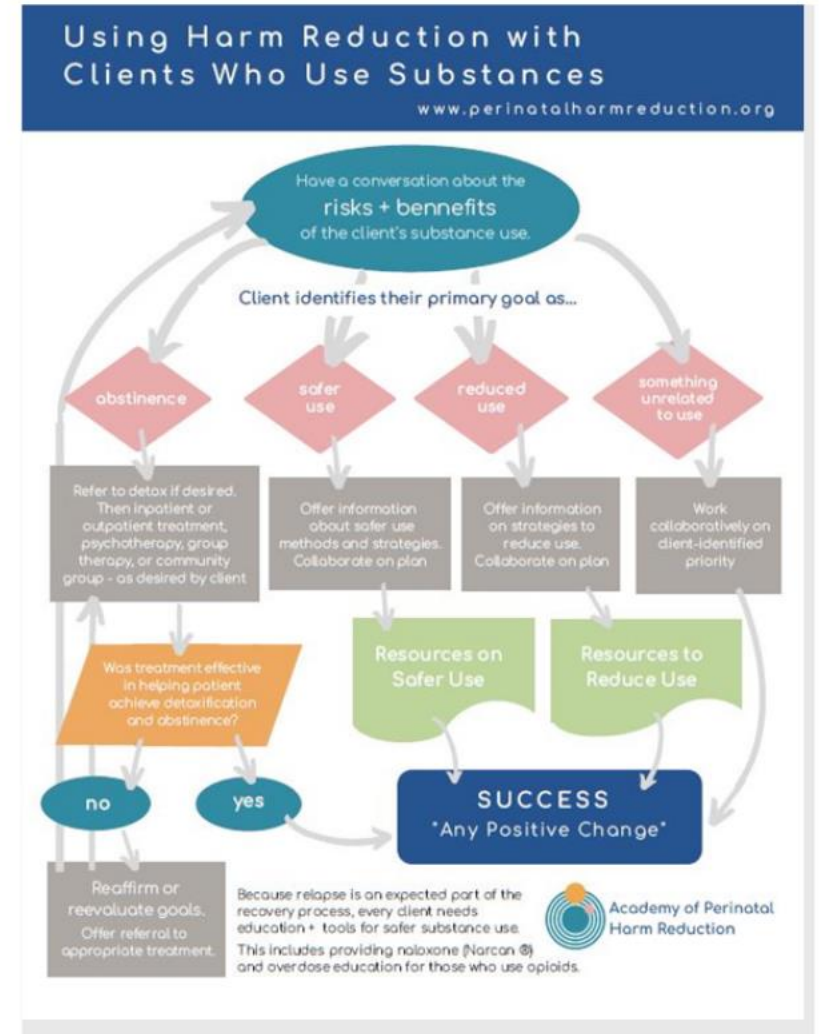 Using Harm Reduction with
Clients Who Use Substances
www.perinatalharmreduction.org
Have a conversation about the
risks + bennefits
of the client's substance use.
Client identifies their primary goal as...
abstinence
safer
use
reduced
use
something
unrelated
to use
Refer to detox if desired.
Then inpatient or
outpatient treatment,
psychotherapy, group
therapy, or community
group - as desired by client
Offer information
about safer use
methods and strategies.
Collaborate on plan
Offer information
on strategies to
reduce use.
Collaborate on plan
Work
collaboratively on
client-identified
priority
Was treatment effective
in helping patient
achieve detoxification
and abstinence?
Resources on
Safer Use
Resources to
Reduce Use
no
yes
SUCCESS
"Any Positive Change"
Reaffirm or
reevaluate goals.
Offer referral to
appropriate treatment.
Because relapse is an expected part of the
recovery process, every client needs
education + tools for safer substance use.
This includes providing naloxone (Narcan ®)
and overdose education for those who use opioids.
Academy of Perinatal
Harm Reduction